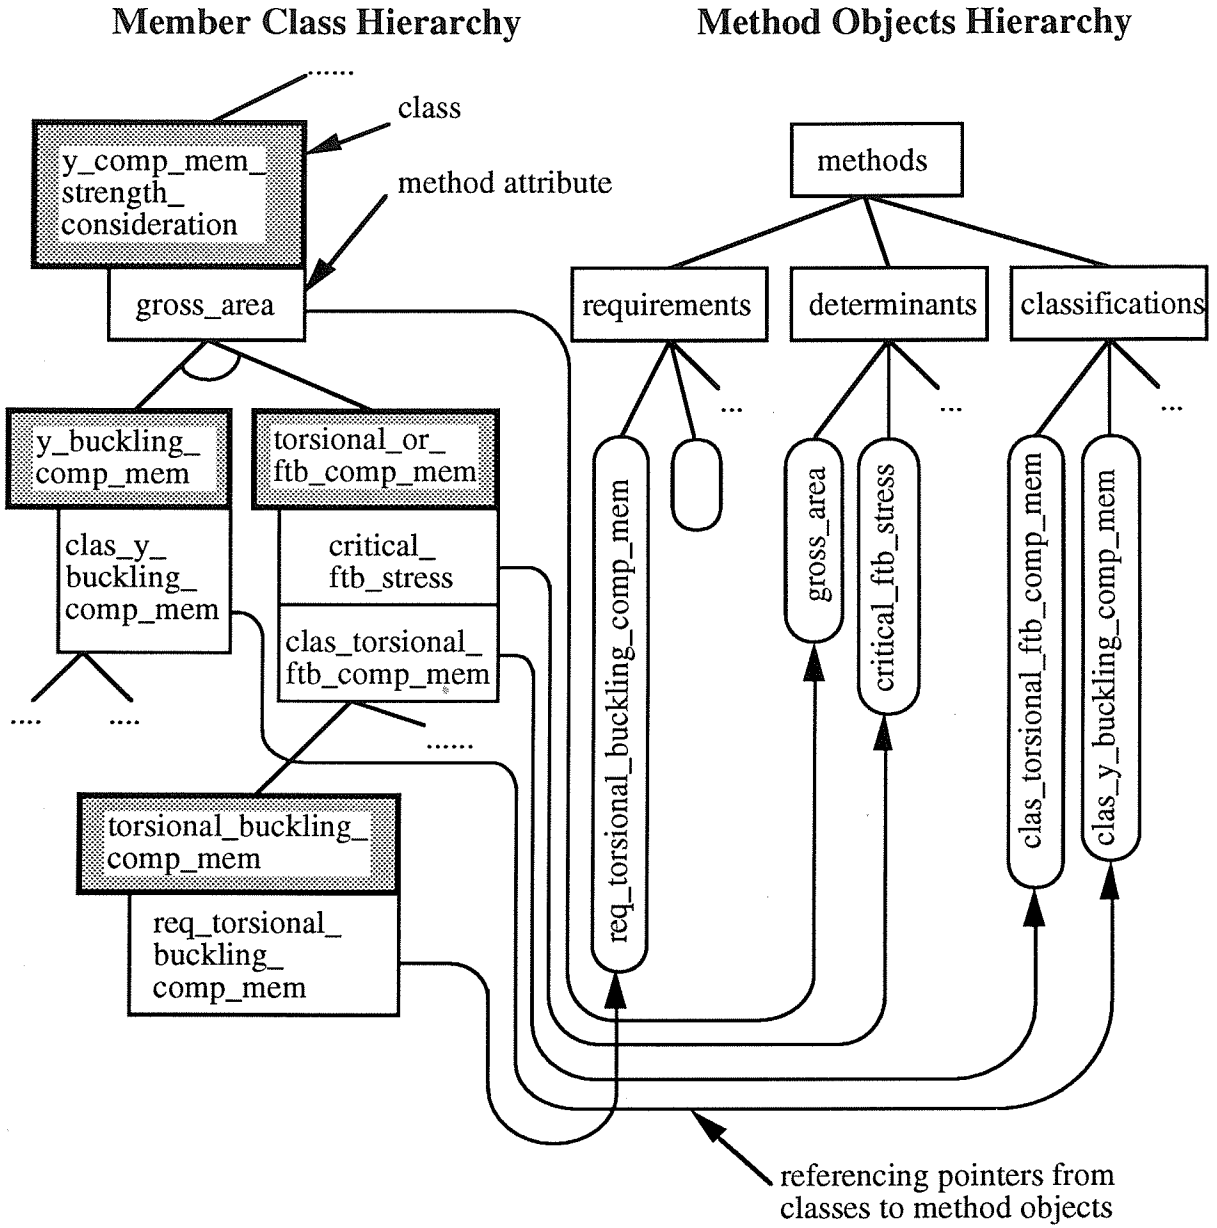 Member Class Hierarchy
Method Objects Hierarchy
......
class
y_comp_mem_
strength_
consideration
method attribute
gross_area
methods
requirements
determinants
classifications
...
...
...
y_buckling_
comp_mem
torsional_or_
ftb_comp_mem
clas_y_
buckling_
comp_mem
critical_
ftb_stress
clas_torsional_
ftb_comp_mem
....
....
......
torsional_buckling_
comp_mem
req_torsional_
buckling_
comp_mem
req_torsional_buckling_comp_mem
gross_area
critical_ftb_stress
clas_torsional_ftb_comp_mem
clas_y_buckling_comp_mem
referencing pointers from
classes to method objects